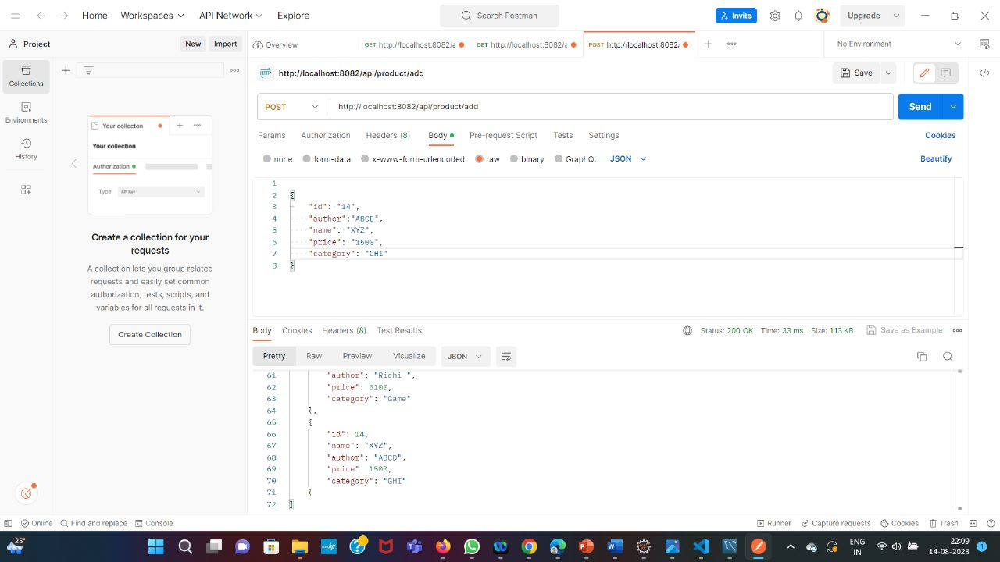 Home Workspaces API Network Explore Search Postman Invite Upgrade
Project New Import Overview GET http://localhost:8082/a GET http://localhost:8082/a POST http://localhost:8082/ No Environment
Collections
Environments
History
Your collecton
Your collection
Authorization
Type API Key
Create a collection for your
requests
A collection lets you group related
requests and easily set common
authorization, tests, scripts, and
variables for all requests in it.
Create Collection
HTTP http://localhost:8082/api/product/add Save
POST http://localhost:8082/api/product/add Send
Params Authorization Headers (8) Body Pre-request Script Tests Settings Cookies
none form-data x-www-form-urlencoded raw binary GraphQL JSON Beautify
1
2 {
3 "id": "14",
4 "author":"ABCD",
5 "name": "XYZ",
6 "price": "1500",
7 "category": "GHI"
8 }
Body Cookies Headers (8) Test Results Status: 200 OK Time: 33 ms Size: 1.13 KB Save as Example
Pretty Raw Preview Visualize JSON
61 "author": "Richi ",
62 "price": 5100,
63 "category": "Game"
64 },
65 {
66 "id": 14,
67 "name": "XYZ",
68 "author": "ABCD",
69 "price": 1500,
70 "category": "GHI"
71 }
72 ]
Online Find and replace Console Runner Capture requests Cookies Trash
25° ENG 22:09
IN 14-08-2023 1